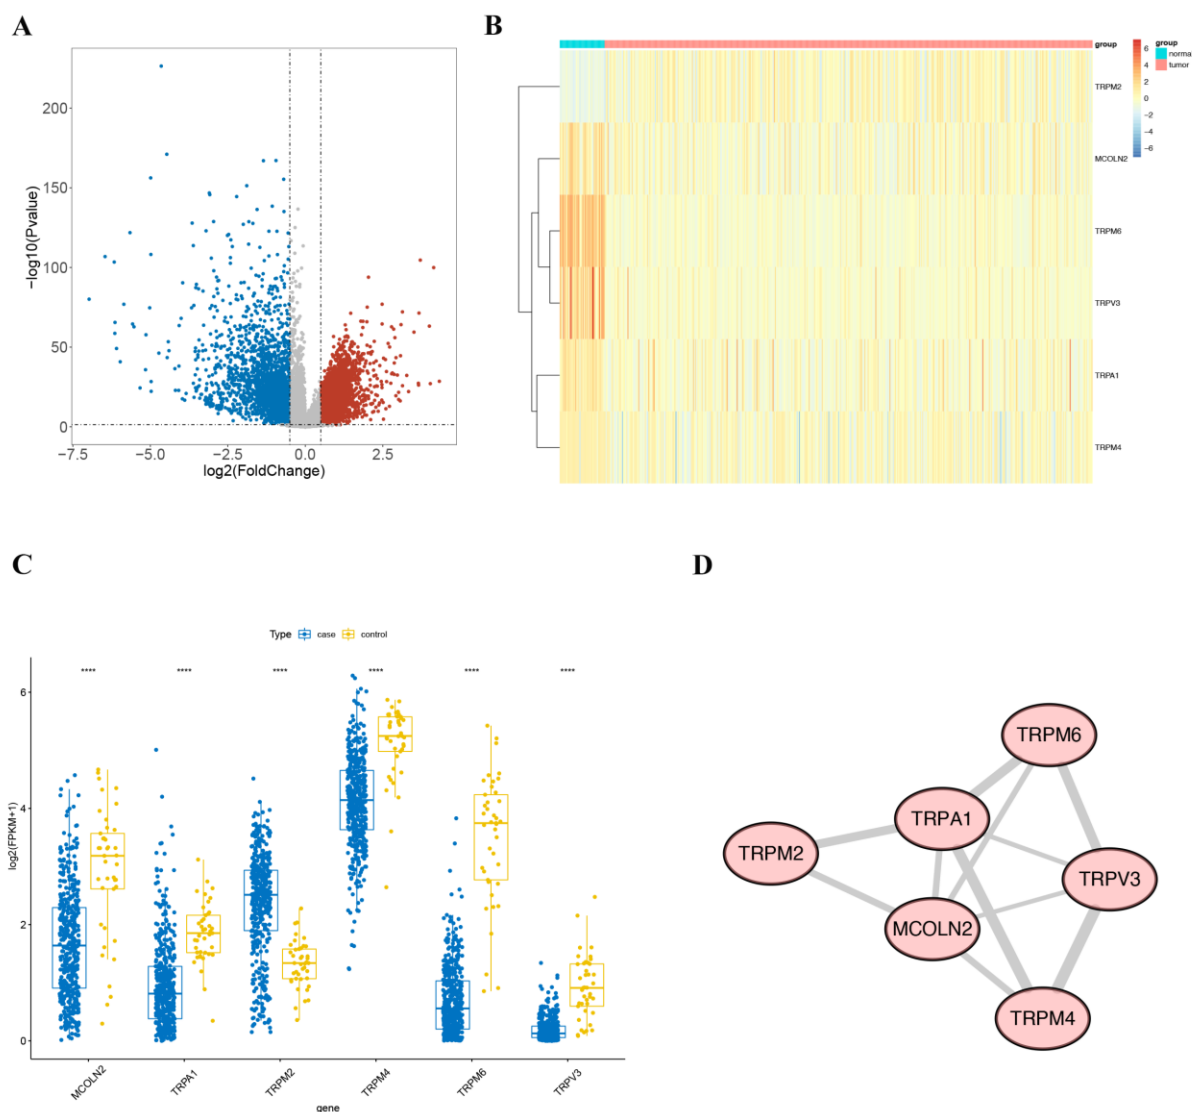 A
B
200
150
100
50
0
−log10(Pvalue)
−7.5
−5.0
−2.5
0.0
2.5
log2(FoldChange)
group
TRPM2
MCOLN2
TRPM6
TRPV3
TRPA1
TRPM4
6
4
2
0
−2
−4
−6
group
norma
tumor
C
D
Type
case
control
****
****
****
****
****
****
6
4
2
0
log2(FPKM+1)
MCOLN2
TRPA1
TRPM2
TRPM4
TRPM6
TRPV3
gene
TRPM6
TRPA1
TRPM2
TRPV3
MCOLN2
TRPM4